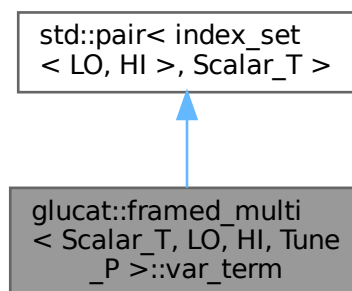 std::pair< index_set
< LO, HI >, Scalar_T >
glucat::framed_multi
< Scalar_T, LO, HI, Tune
_P >::var_term